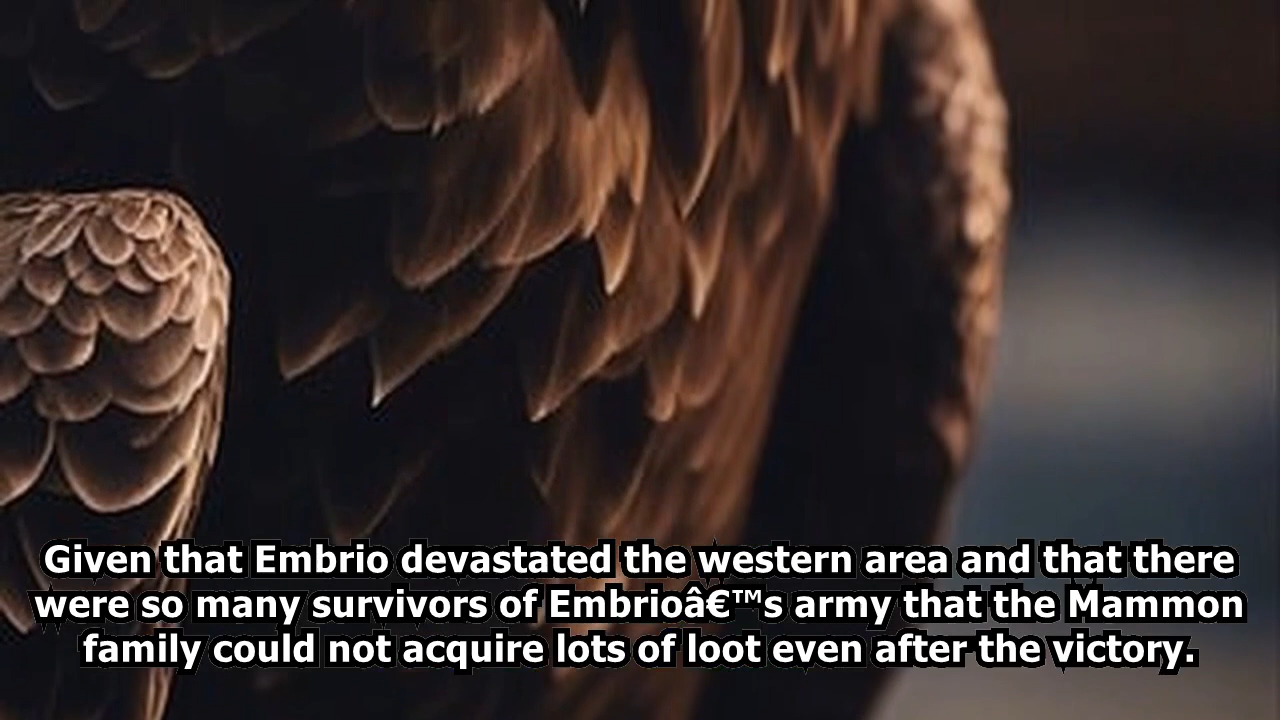 Given that Embrio devastated the western area and that there
were so many survivors of Embrioâ€™s army that the Mammon
family could not acquire lots of loot even after the victory.